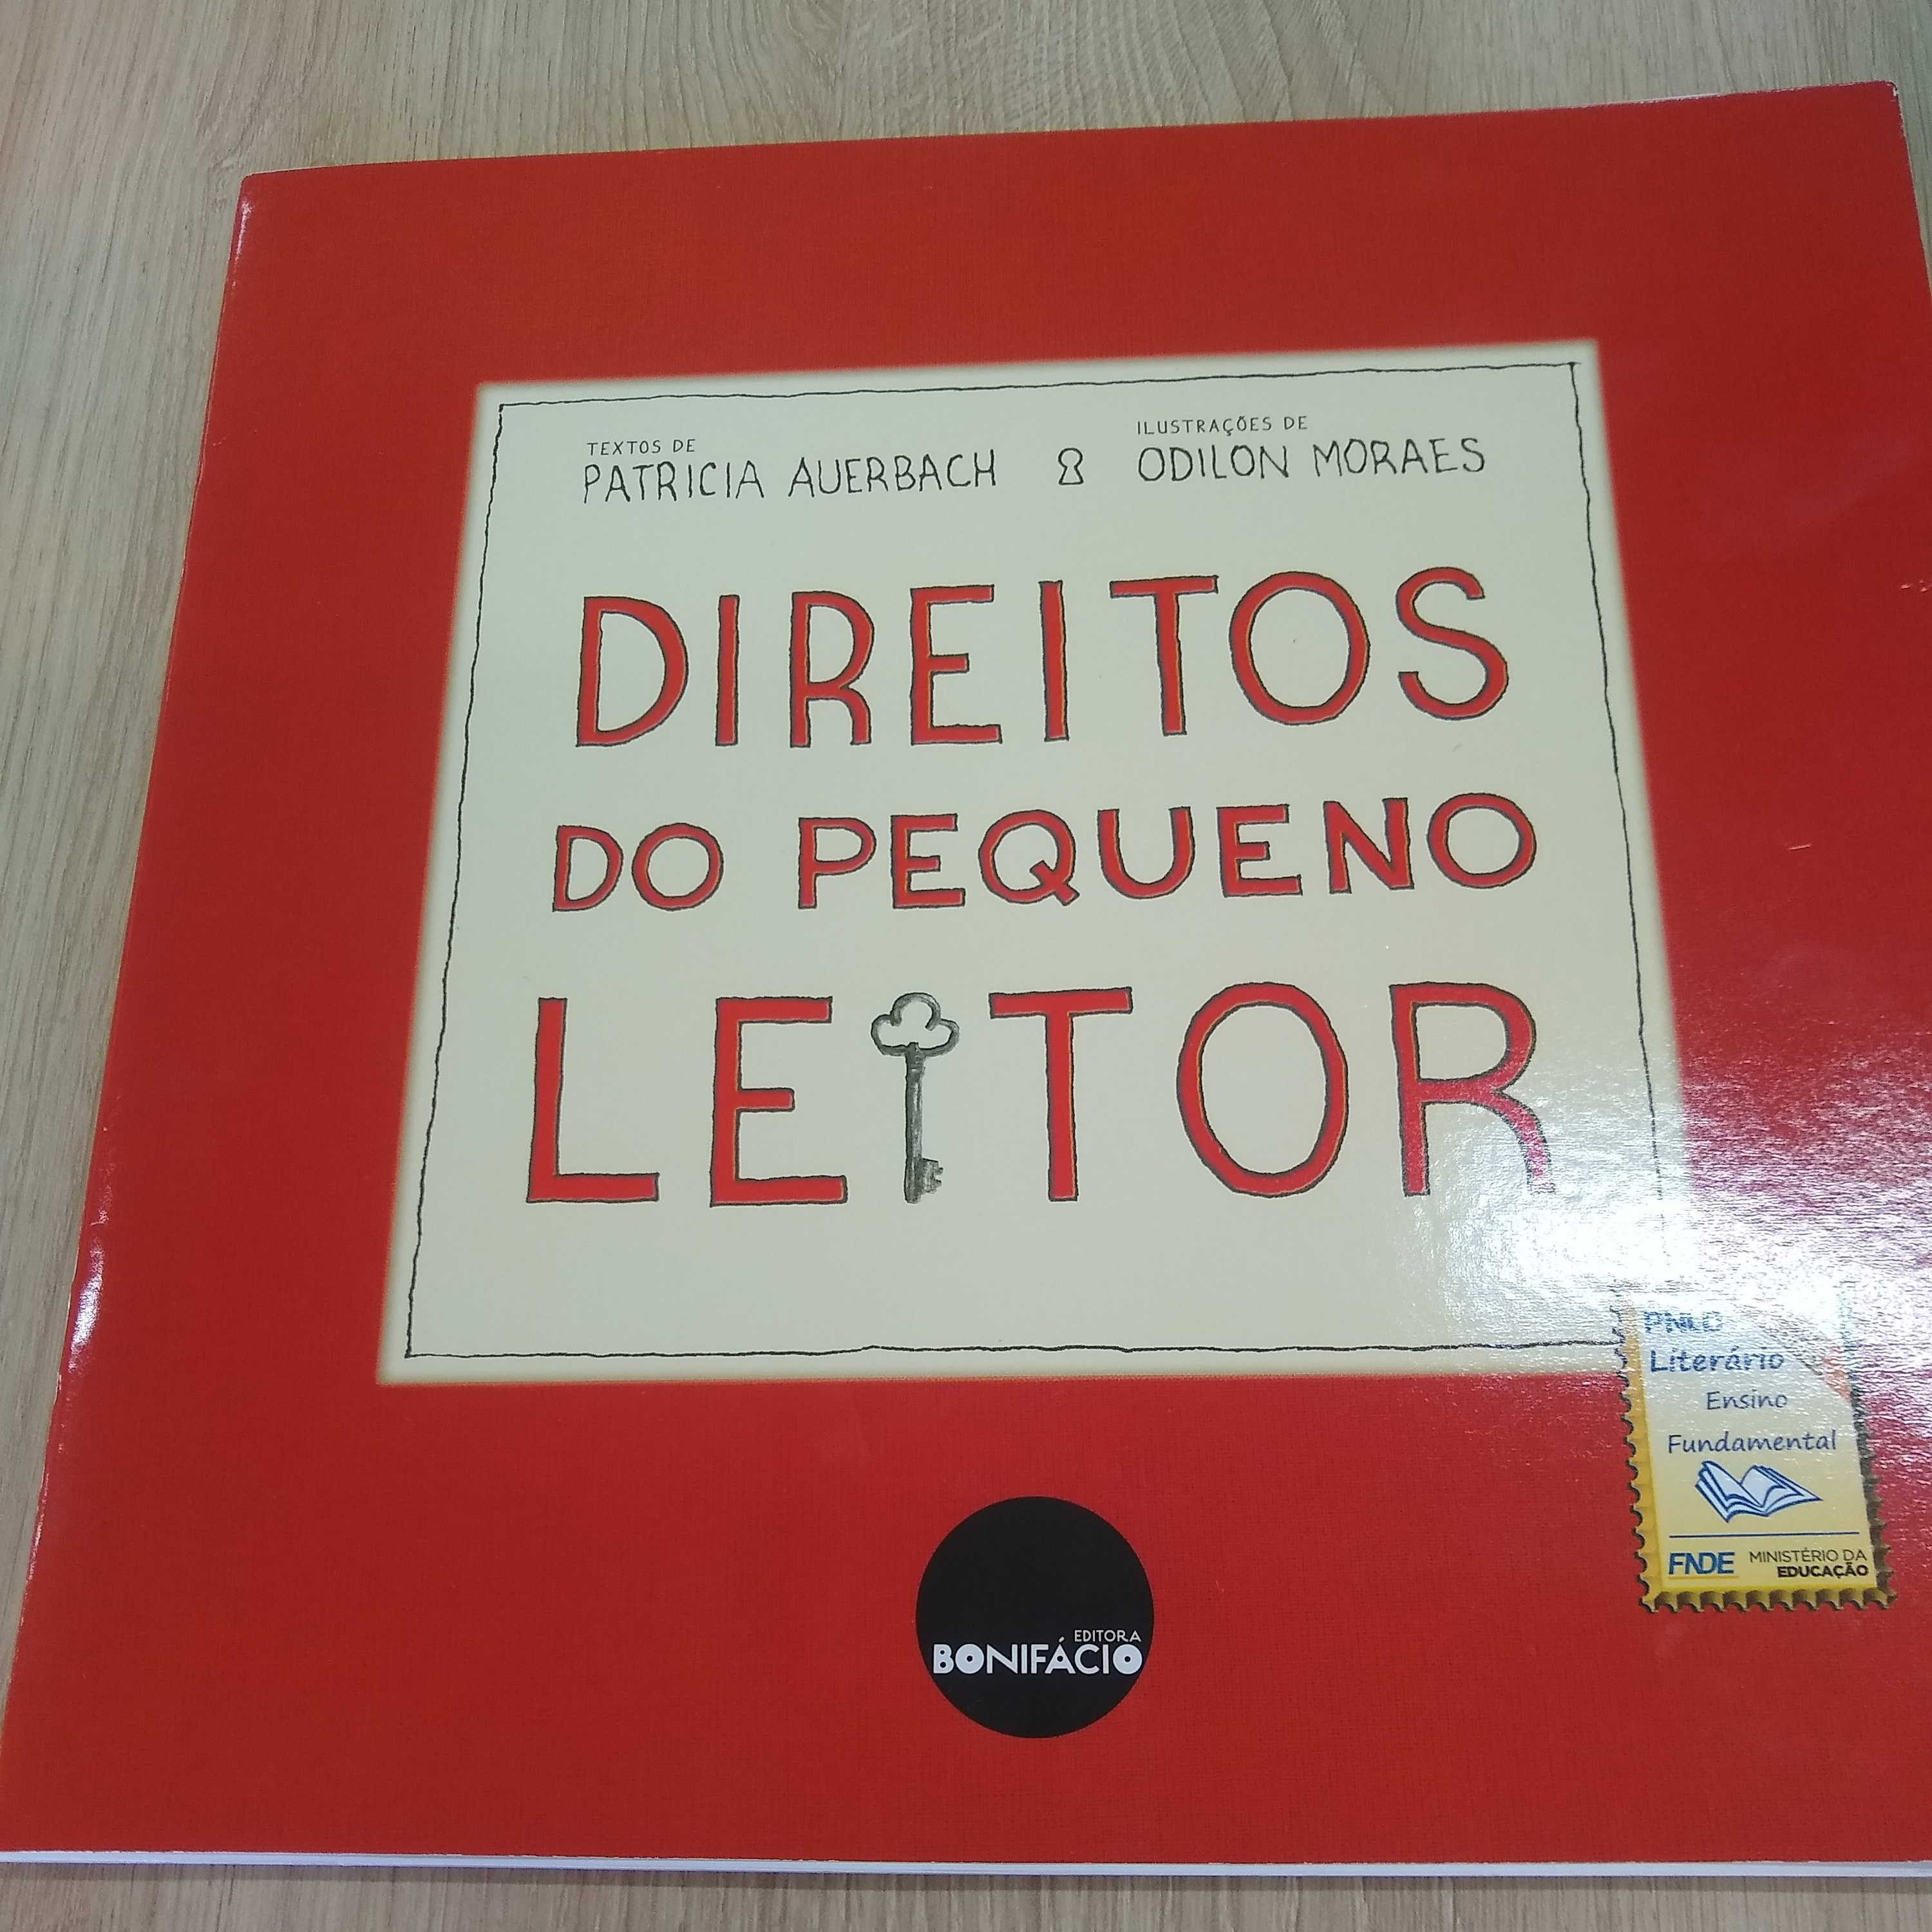 TEXTOS DE
PATRICIA AUERBACH
ILUSTRAÇÕES DE
ODILON MORAES
DIREITOS
DO PEQUENO
LEITOR
PNLD
Literário
Ensino
Fundamental
FNDE MINISTÉRIO DA
EDUCAÇÃO
EDITORA
BONIFÁCIO